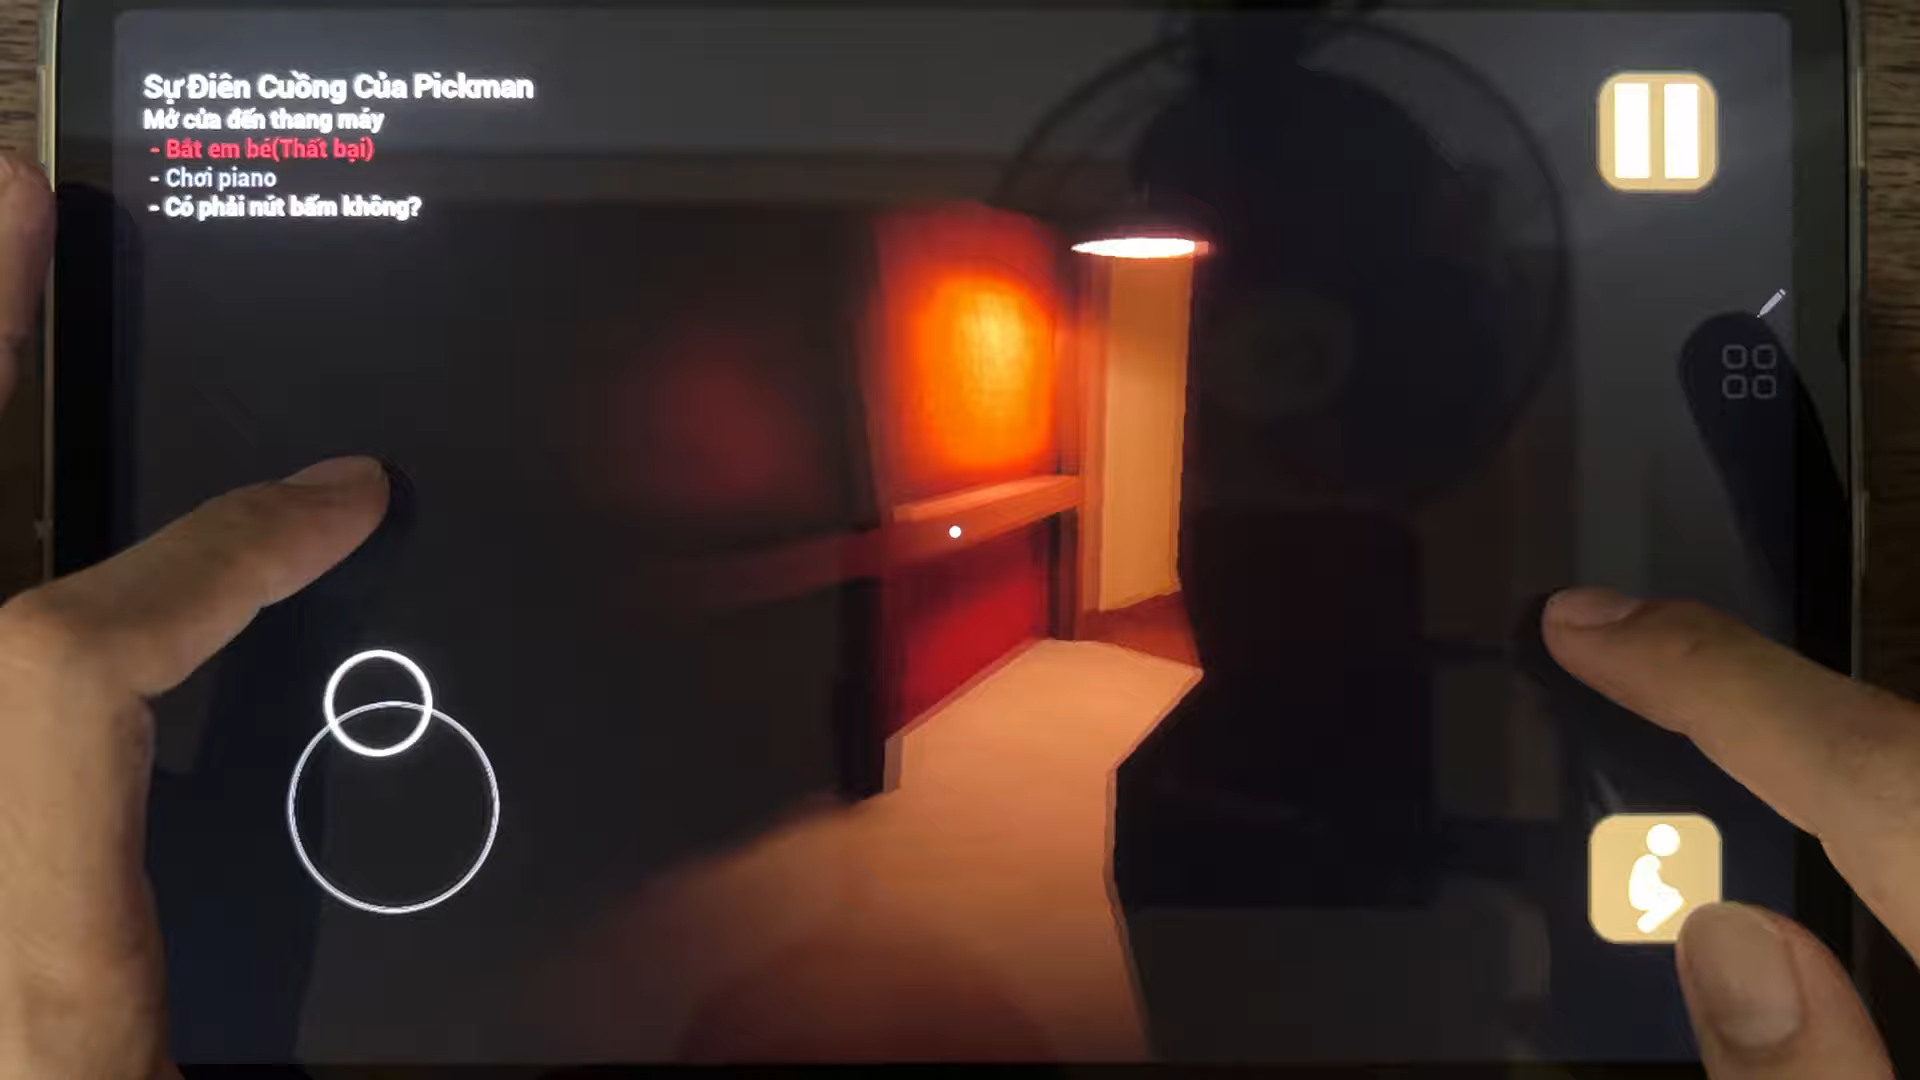 Sự Điên Cuồng Của Pickman
Mở cửa đến thang máy
- Bắt em bé(Thất bại)
- Chơi piano
- Có phải nút bấm không?